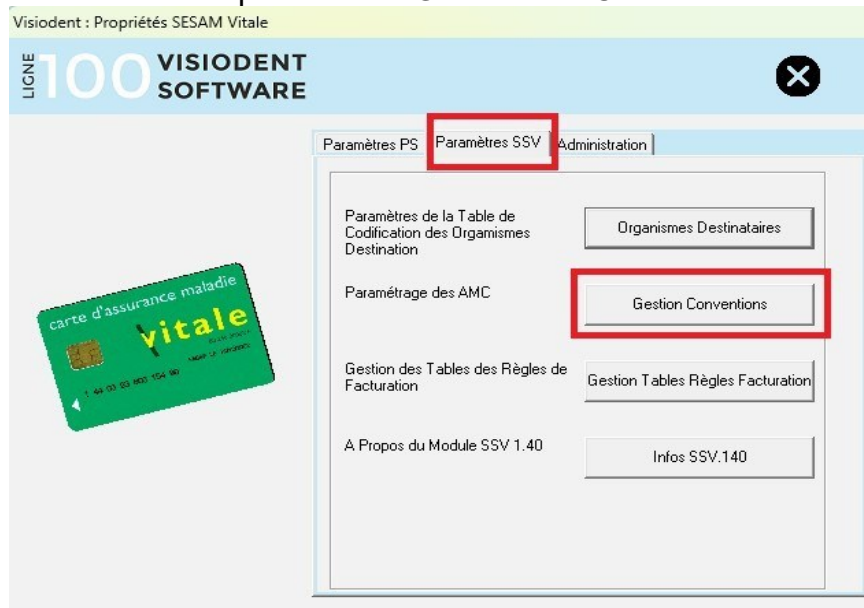 Visiodent : Propriétés SESAM Vitale
LIGNE
100 VISIODENT
SOFTWARE
Paramètres PS Paramètres SSV Administration
Paramètres de la Table de
Codification des Orgamismes
Destination
Organismes Destinataires
Paramétrage des AMC
Gestion Conventions
Gestion des Tables des Règles de
Facturation
Gestion Tables Règles Facturation
A Propos du Module SSV 1.40
Infos SSV.140
carte d'assurance maladie
Vitale